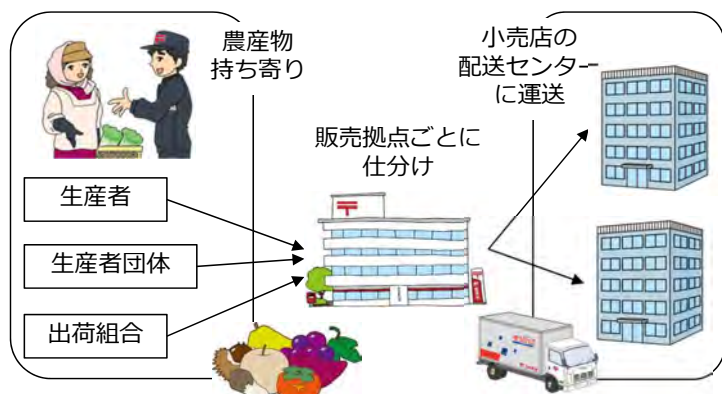 農産物
持ち寄り
小売店の
配送センター
に運送
販売拠点ごとに
仕分け
生産者
生産者団体
出荷組合
〒